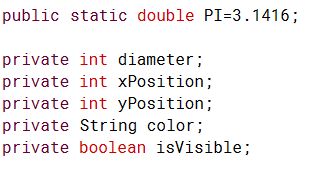 public static double PI=3.1416;
private int diameter;
private int xPosition;
private int yPosition;
private String color;
private boolean isVisible;